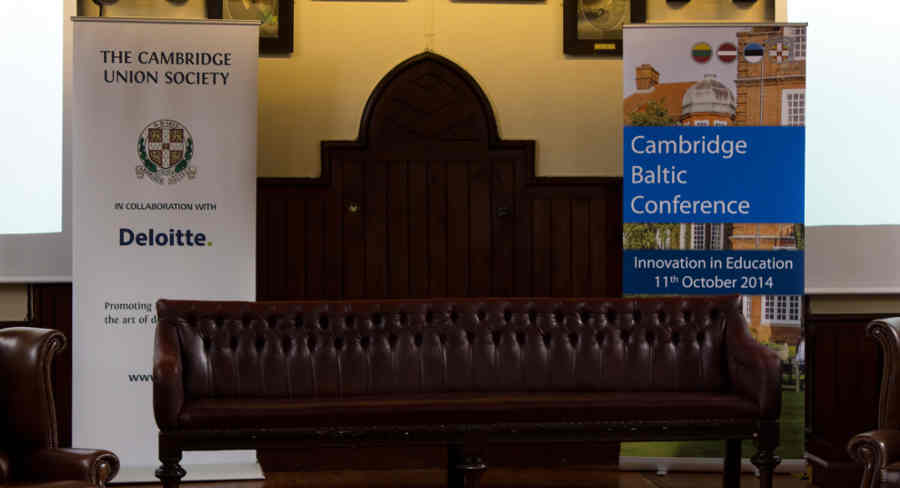 THE CAMBRIDGE
UNION SOCIETY
IN COLLABORATION WITH
Deloitte.
Promoting
the art of
Cambridge
Baltic
Conference
Innovation in Education
11th October 2014